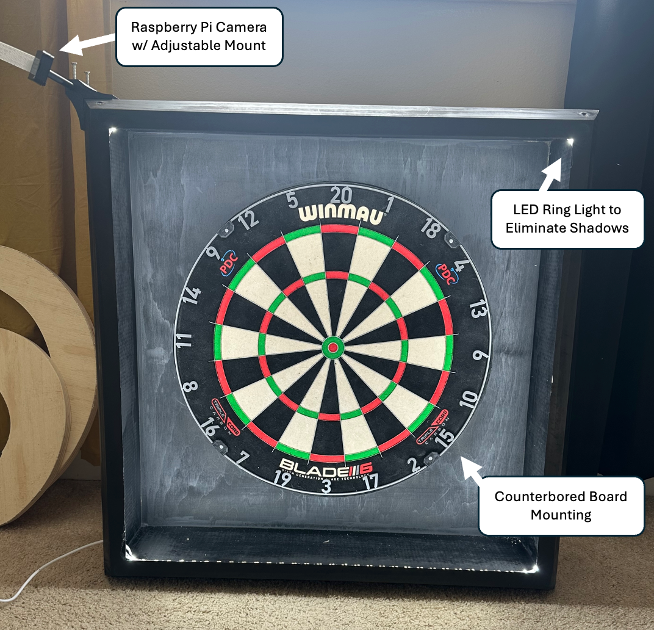 Raspberry Pi Camera
w/ Adjustable Mount
LED Ring Light to
Eliminate Shadows
5 20 1
WINMAU
12 18
9 4
PDC PDC
14 13
11 6
8 10
16 15
7 2
BLADE 6
19 3 17
Counterbored Board
Mounting